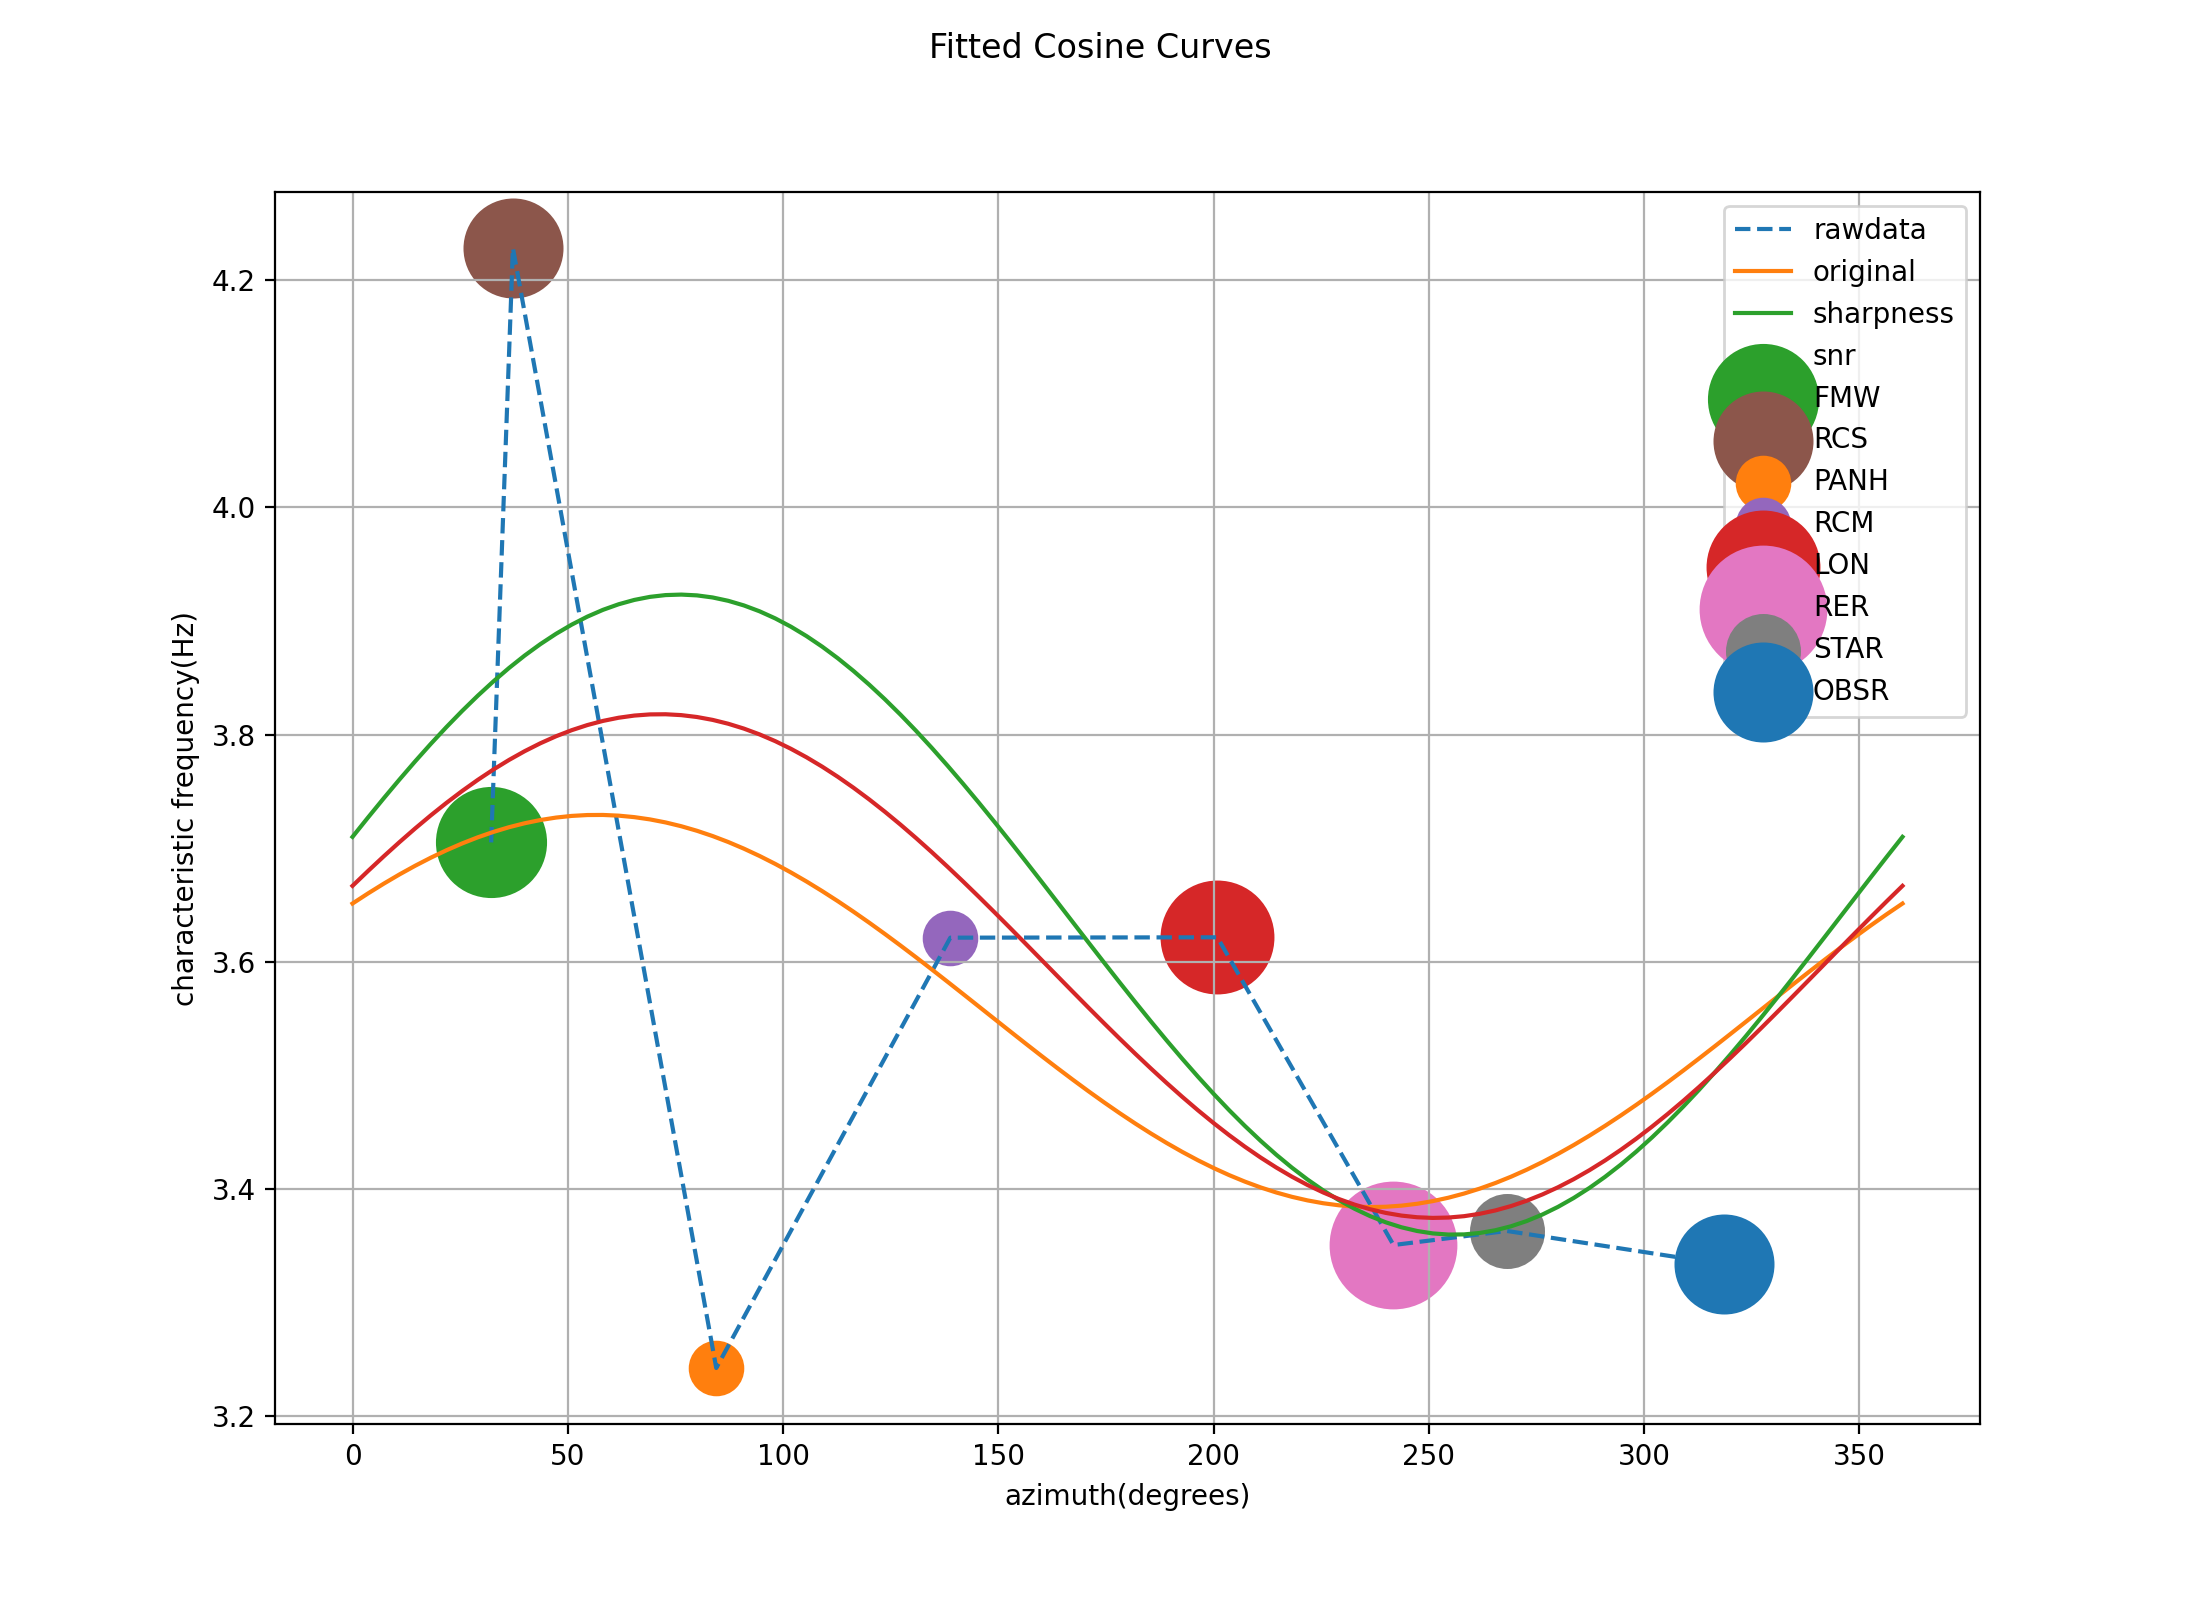 Fitted Cosine Curves
rawdata
original
sharpness
snr
FMW
RCS
PANH
RCM
LON
RER
STAR
OBSR
characteristic frequency(Hz)
4.2
4.0
3.8
3.6
3.4
3.2
0 50 100 150 200 250 300 350
azimuth(degrees)